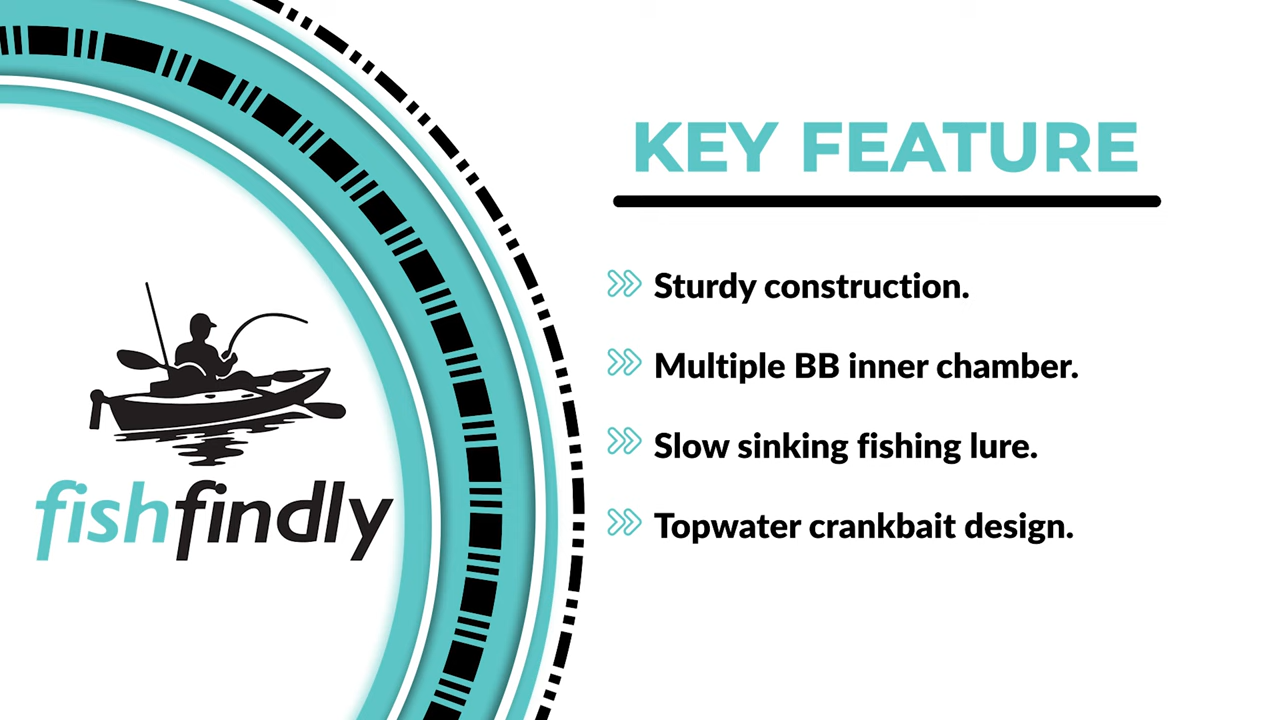 KEY FEATURE
Sturdy construction.
Multiple BB inner chamber.
Slow sinking fishing lure.
Topwater crankbait design.
fishfindly